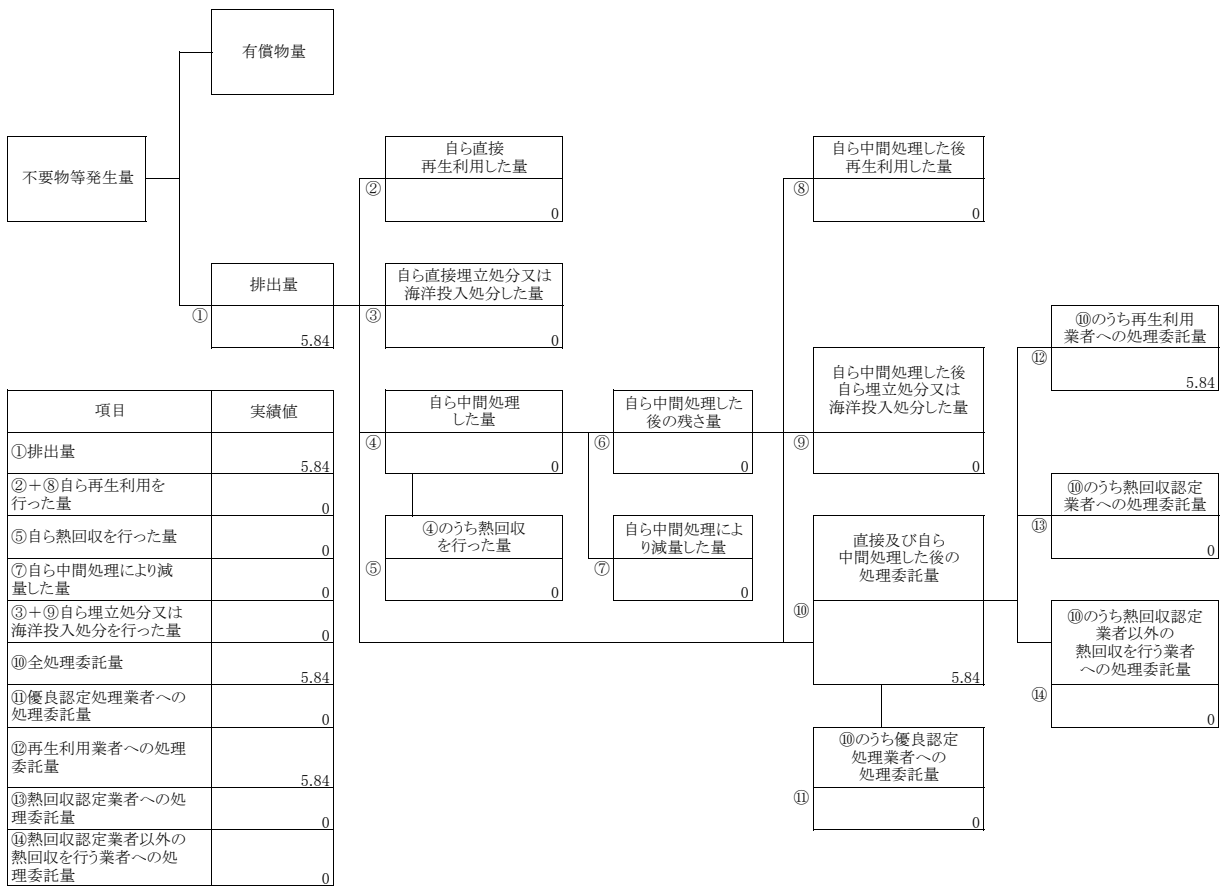 有償物量
不要物等発生量
自ら直接
再生利用した量
②
0
自ら中間処理した後
再生利用した量
⑧
0
排出量
①
5.84
自ら直接埋立処分又は
海洋投入処分した量
③
0
⑩のうち再生利用
業者への処理委託量
⑫
5.84
自ら中間処理
した量
④
0
自ら中間処理した
後の残さ量
⑥
0
自ら中間処理した後
自ら埋立処分又は
海洋投入処分した量
⑨
0
⑩のうち熱回収認定
業者への処理委託量
⑬
0
④のうち熱回収
を行った量
⑤
0
自ら中間処理によ
り減量した量
⑦
0
直接及び自ら
中間処理した後の
処理委託量
⑩
5.84
⑩のうち熱回収認定
業者以外の
熱回収を行う業者
への処理委託量
⑭
0
⑩のうち優良認定
処理業者への
処理委託量
⑪
0
項目 実績値
①排出量
5.84
②+⑧自ら再生利用を
行った量
0
⑤自ら熱回収を行った量
0
⑦自ら中間処理により減
量した量
0
③+⑨自ら埋立処分又は
海洋投入処分を行った量
0
⑩全処理委託量
5.84
⑪優良認定処理業者への
処理委託量
0
⑫再生利用業者への処理
委託量
5.84
⑬熱回収認定業者への処
理委託量
0
⑭熱回収認定業者以外の
熱回収を行う業者への処
理委託量
0